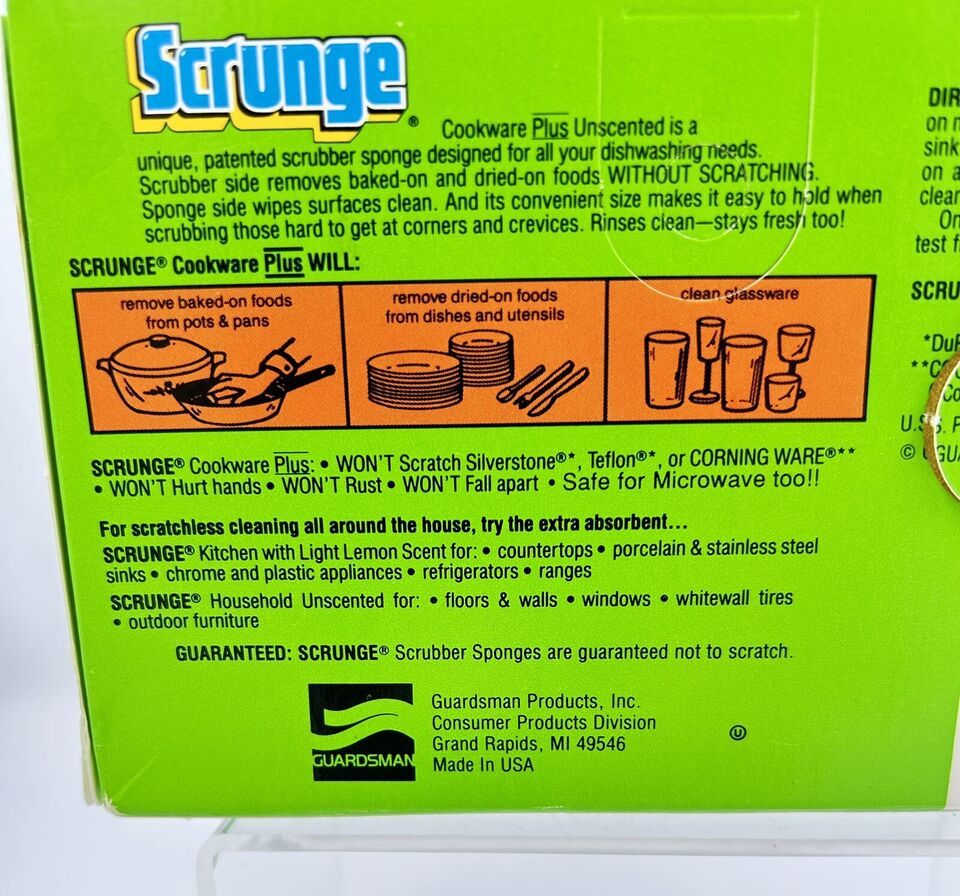 Scrunge®
Cookware Plus Unscented is a
unique, patented scrubber sponge designed for all your dishwashing needs.
Scrubber side removes baked-on and dried-on foods WITHOUT SCRATCHING.
Sponge side wipes surfaces clean. And its convenient size makes it easy to hold when
scrubbing those hard to get at corners and crevices. Rinses clean—stays fresh too!
SCRUNGE® Cookware Plus WILL:
remove baked-on foods
from pots & pans
remove dried-on foods
from dishes and utensils
clean glassware
SCRUNGE® Cookware Plus: • WON'T Scratch Silverstone®*, Teflon®*, or CORNING WARE®**
• WON'T Hurt hands • WON'T Rust • WON'T Fall apart • Safe for Microwave too!!
For scratchless cleaning all around the house, try the extra absorbent...
SCRUNGE® Kitchen with Light Lemon Scent for: • countertops • porcelain & stainless steel
sinks • chrome and plastic appliances • refrigerators • ranges
SCRUNGE® Household Unscented for: • floors & walls • windows • whitewall tires
• outdoor furniture
GUARANTEED: SCRUNGE® Scrubber Sponges are guaranteed not to scratch.
GUARDSMAN
Guardsman Products, Inc.
Consumer Products Division
Grand Rapids, MI 49546
Made In USA
U
DIR
on
sink
on a
clear
On
test f
SCRU
*Du
**C
U.S. P
©